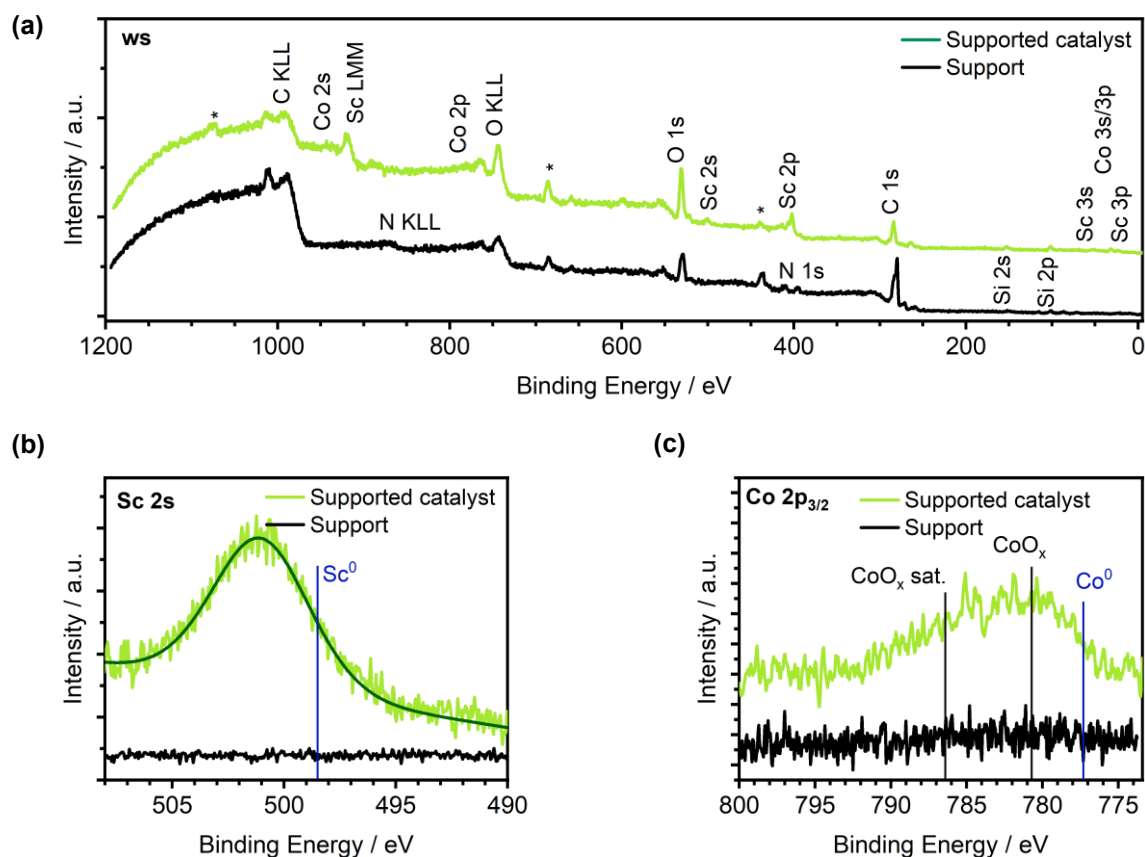 (a)
ws
Supported catalyst
Support
*
C KLL
Co 2s
Sc LMM
Co 2p
O KLL
*
O 1s
Sc 2s
*
Sc 2p
C 1s
Co 3s/3p
Sc 3s
Sc 3p
N KLL
N 1s
Si 2s
Si 2p
Intensity / a.u.
1200 1000 800 600 400 200 0
Binding Energy / eV
(b)
Sc 2s
Supported catalyst
Support
Sc⁰
Intensity / a.u.
505 500 495 490
Binding Energy / eV
(c)
Co 2p₃/₂
Supported catalyst
Support
CoOₓ
CoOₓ sat.
Co⁰
Intensity / a.u.
800 795 790 785 780 775
Binding Energy / eV